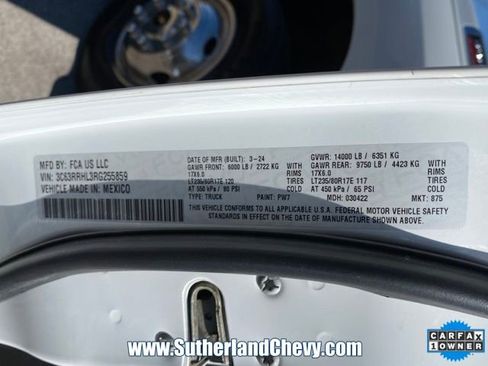 MFD BY: FCA US LLC
VIN: 3C63RRHL3RG255859
VEHICLE MADE IN: MEXICO
DATE OF MFR (BUILT): 3-24
GAWR FRONT: 6000 LB / 2722 KG
17X6.0 RIMS
LT235/80R17E 120 TIRES
AT 550 kPa / 80 PSI
TYPE: TRUCK PAINT: PW7
GVWR: 14000 LB / 6351 KG
GAWR REAR: 9750 LB / 4423 KG
17X6.0 RIMS
LT235/80R17E 117 TIRES
AT 450 kPa / 65 PSI
MDH: 030422 MKT: 875
THIS VEHICLE CONFORMS TO ALL APPLICABLE U.S.A. FEDERAL MOTOR VEHICLE SAFETY
STANDARDS IN EFFECT ON THE DATE OF MANUFACTURE SHOWN ABOVE.
www.SutherlandChevy.com
CARFAX
1 OWNER